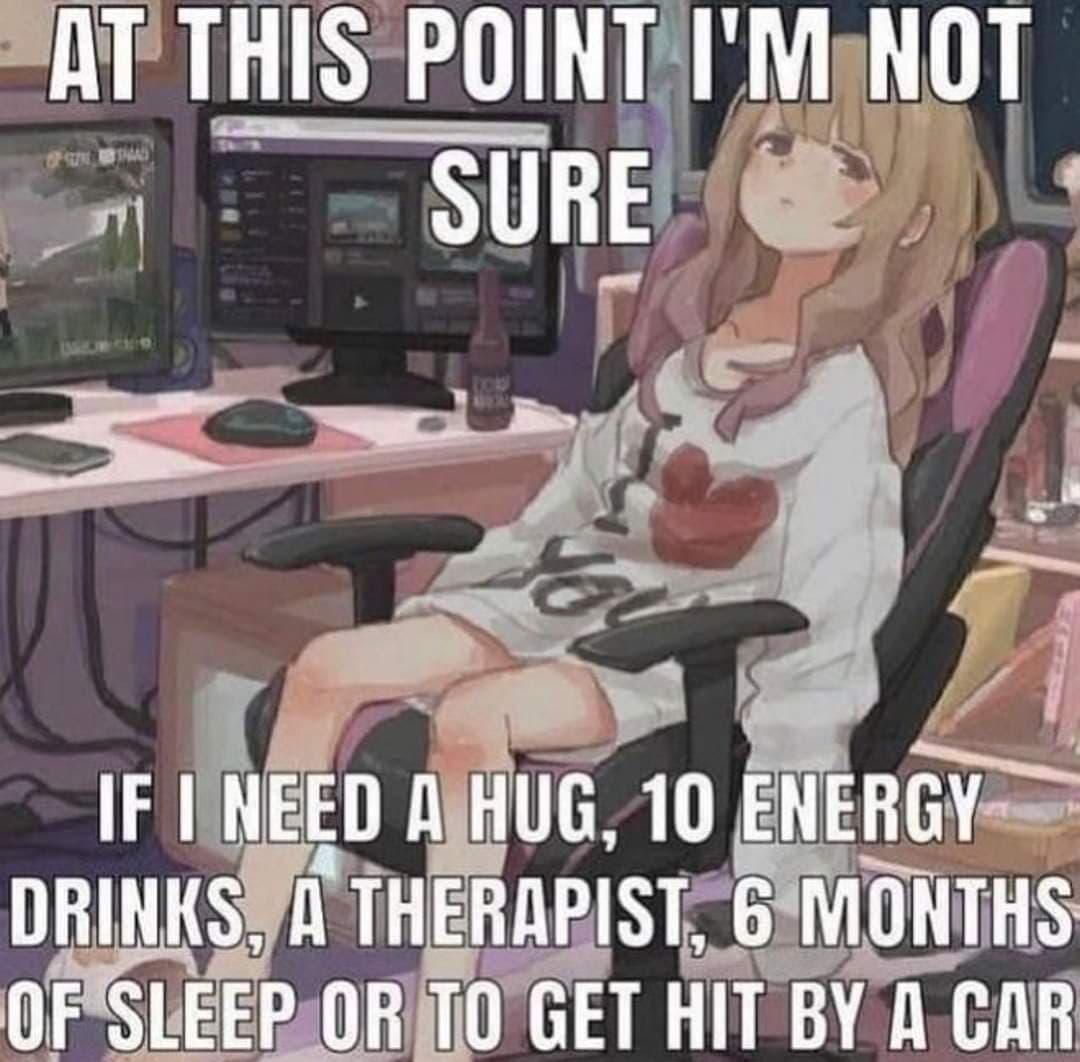 AT THIS POINT I'M NOT
SURE
I
YOU
IF I NEED A HUG, 10 ENERGY
DRINKS, A THERAPIST, 6 MONTHS
OF SLEEP OR TO GET HIT BY A CAR